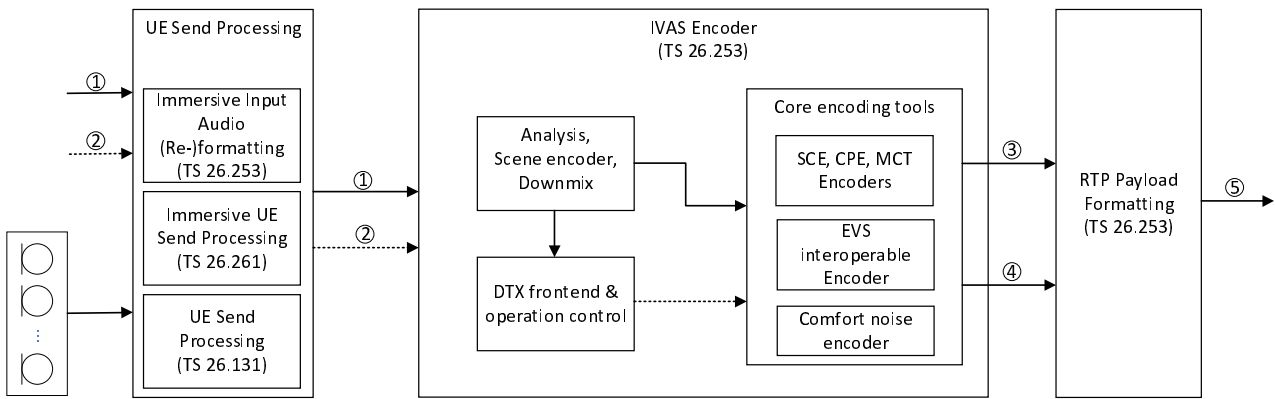 UE Send Processing
①
②
Immersive Input
Audio
(Re-)formatting
(TS 26.253)
Immersive UE
Send Processing
(TS 26.261)
UE Send
Processing
(TS 26.131)
①
②
IVAS Encoder
(TS 26.253)
Analysis,
Scene encoder,
Downmix
DTX frontend &
operation control
Core encoding tools
SCE, CPE, MCT
Encoders
EVS
interoperable
Encoder
Comfort noise
encoder
③
④
RTP Payload
Formatting
(TS 26.253)
⑤